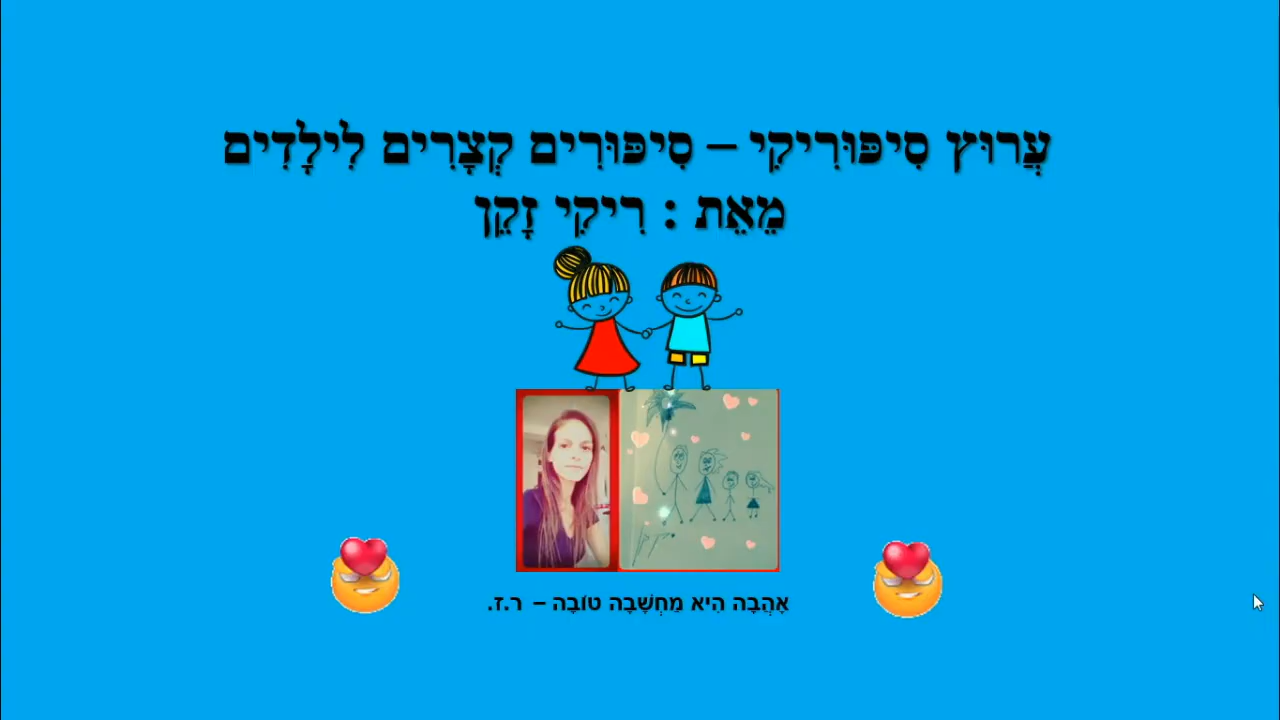 עֲרוּץ סִיפּוּרִיקִי – סִיפּוּרִים קְצָרִים לִילָדִים
מֵאֵת : רִיקִי זָקֵן
אַהֲבָה הִיא מַחְשָׁבָה טוֹבָה – ר.ז.